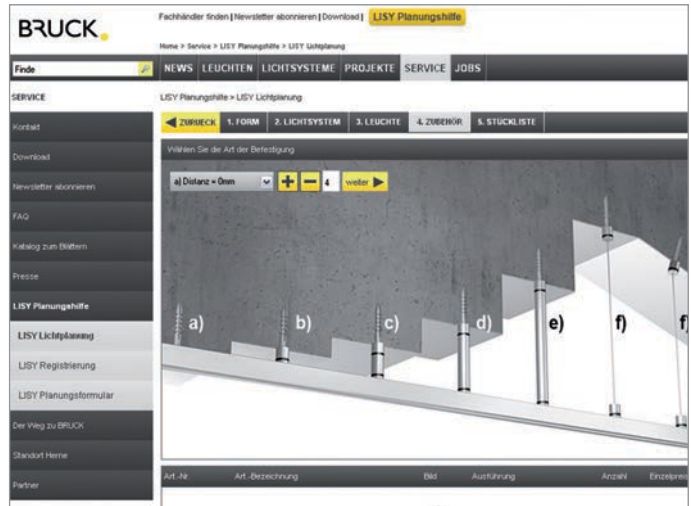 BRUCK
Fachhändler finden | Newsletter abonnieren | Download | LISY Planungshilfe
Home > Service > LISY Planungshilfe > LISY Lichtplanung
Finde
NEWS LEUCHTEN LICHTSYSTEME PROJEKTE SERVICE JOBS
SERVICE
LISY Planungshilfe > LISY Lichtplanung
Kontakt
Download
Newsletter abonnieren
FAQ
Katalog zum Blättern
Presse
LISY Planungshilfe
LISY Lichtplanung
LISY Registrierung
LISY Planungsformular
Der Weg zu BRUCK
Standort Herne
Partner
ZURUECK 1. FORM 2. LICHTSYSTEM 3. LEUCHTE 4. ZUBEHÖR 5. STÜCKLISTE
Wählen Sie die Art der Befestigung
a) Distanz = 0mm + − 4 weiter
a) b) c) d) e) f) f)
Art.-Nr. Art.-Bezeichnung Bild Ausführung Anzahl Einzelpreis